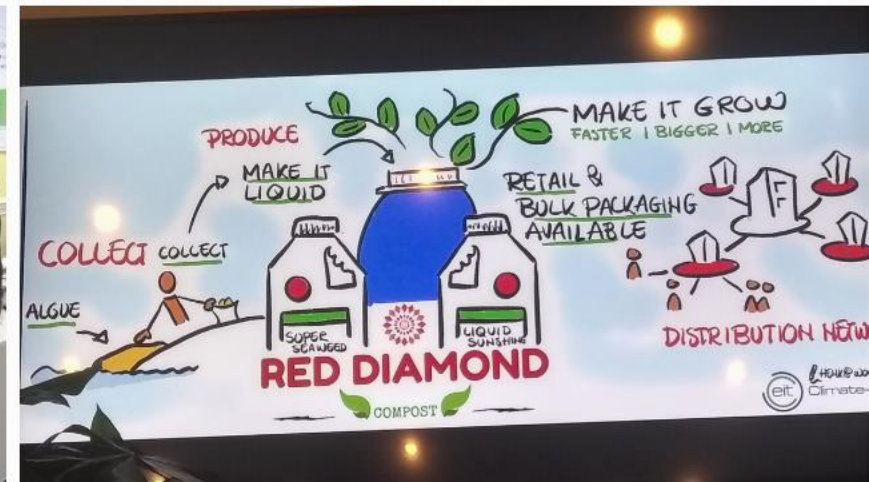 PRODUCE
MAKE IT
LIQUID
COLLECT COLLECT
ALGUE
MAKE IT GROW
FASTER | BIGGER | MORE
RETAIL &
BULK PACKAGING
AVAILABLE
SUPER
SEAWEED
LIQUID
SUNSHINE
RED DIAMOND
COMPOST
DISTRIBUTION NETW
eit
Climate-